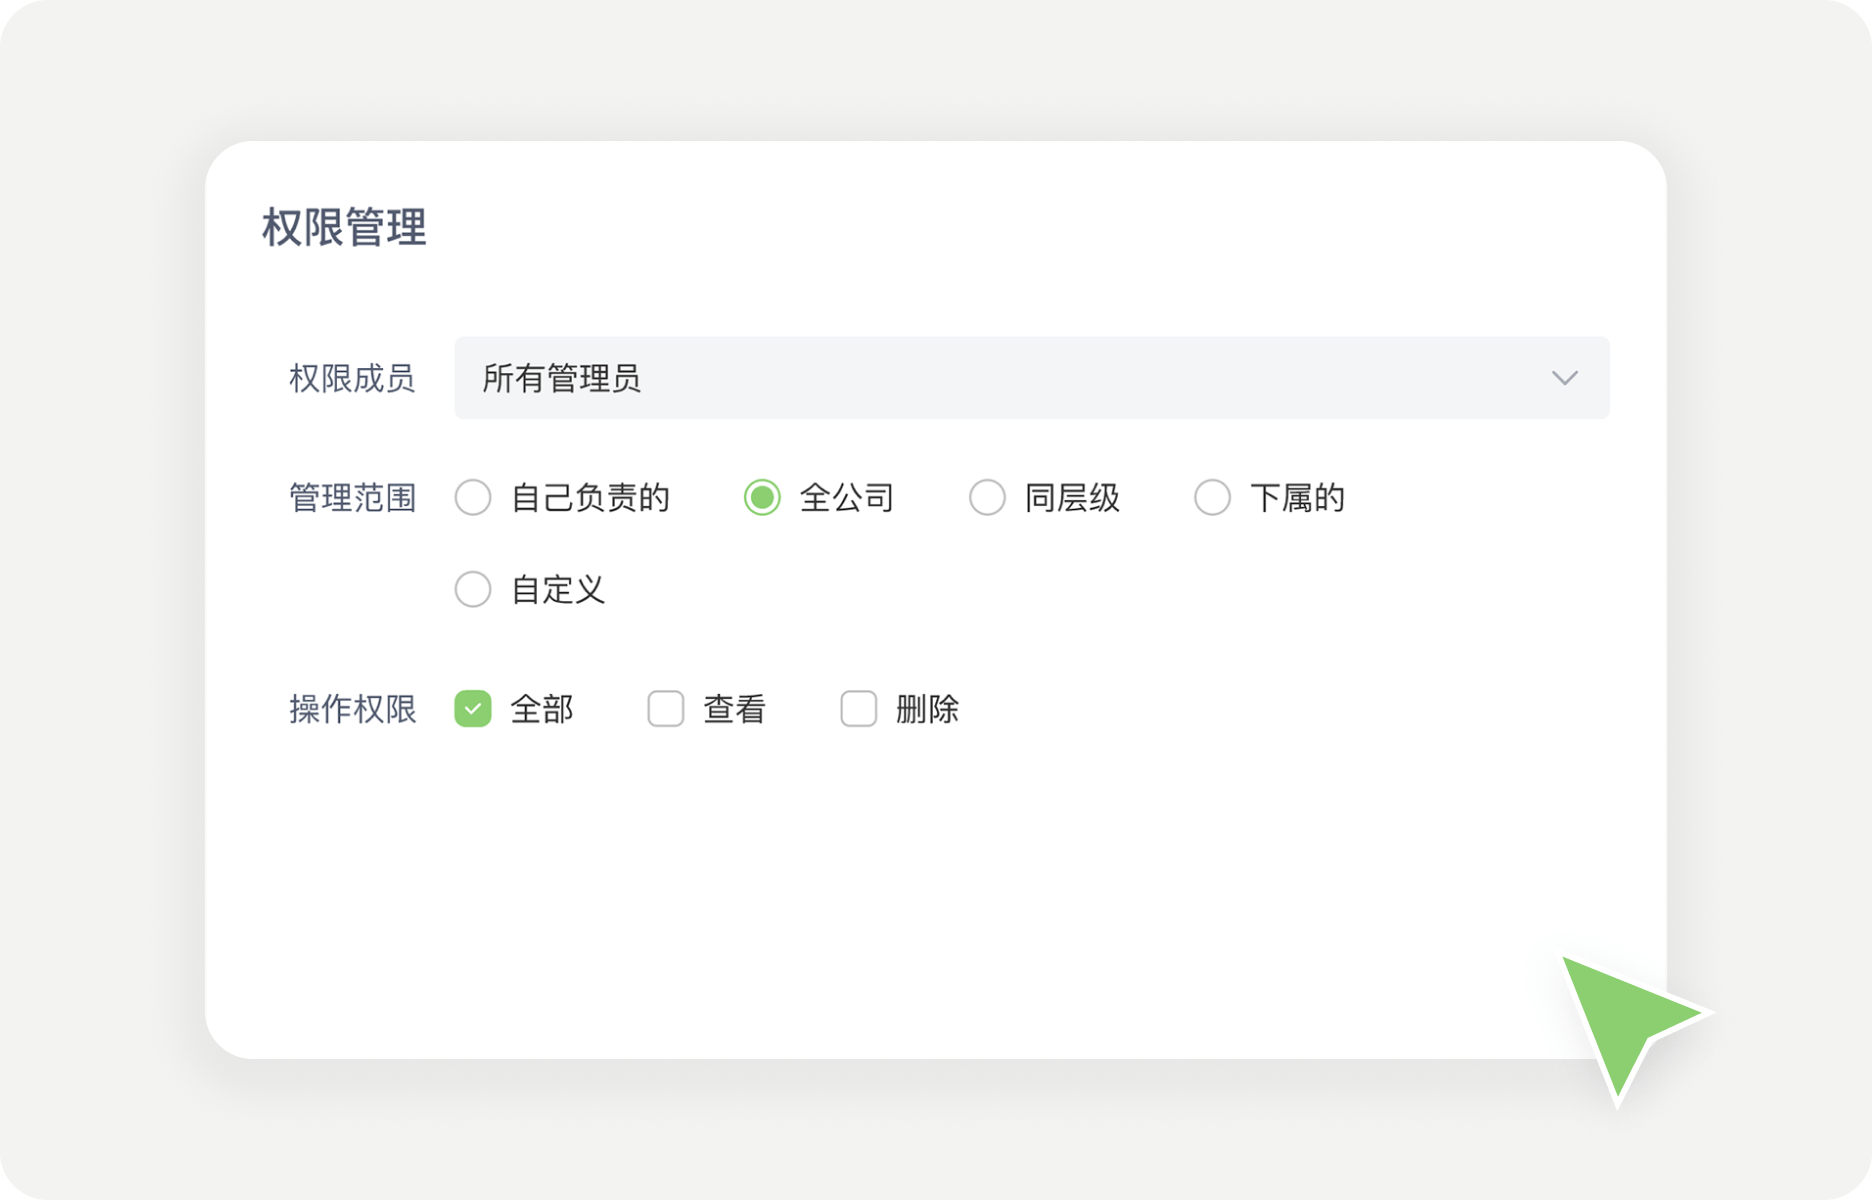 权限管理
权限成员 所有管理员
管理范围 自己负责的 全公司 同层级 下属的
自定义
操作权限 全部 查看 删除